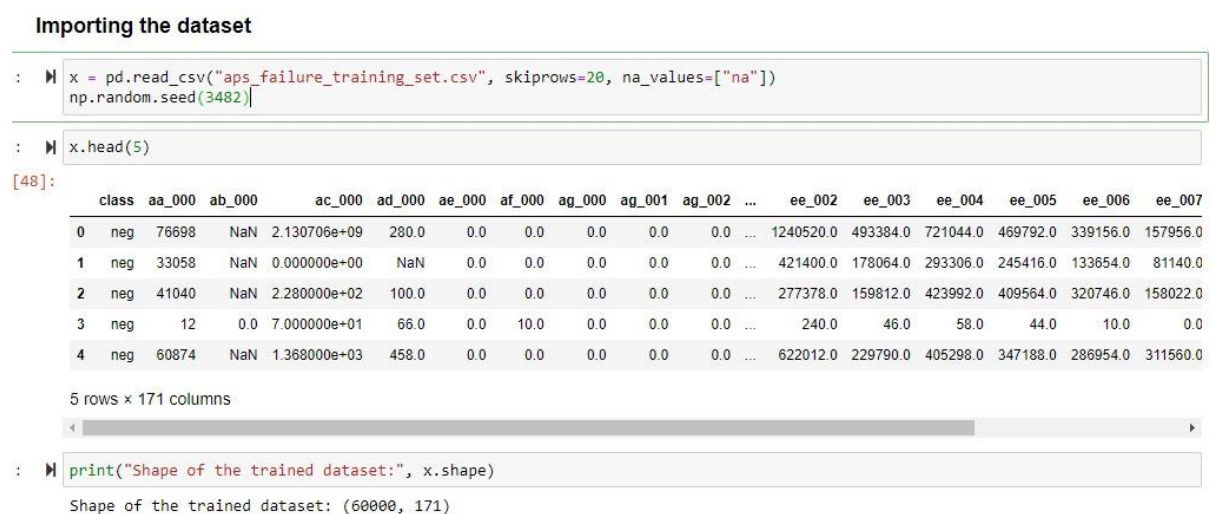 Importing the dataset
: x = pd.read_csv("aps_failure_training_set.csv", skiprows=20, na_values=["na"])
np.random.seed(3482)
: x.head(5)
[48]:
class aa_000 ab_000 ac_000 ad_000 ae_000 af_000 ag_000 ag_001 ag_002 ... ee_002 ee_003 ee_004 ee_005 ee_006 ee_007
0 neg 76698 NaN 2.130706e+09 280.0 0.0 0.0 0.0 0.0 0.0 ... 1240520.0 493384.0 721044.0 469792.0 339156.0 157956.0
1 neg 33058 NaN 0.000000e+00 NaN 0.0 0.0 0.0 0.0 0.0 ... 421400.0 178064.0 293306.0 245416.0 133654.0 81140.0
2 neg 41040 NaN 2.280000e+02 100.0 0.0 0.0 0.0 0.0 0.0 ... 277378.0 159812.0 423992.0 409564.0 320746.0 158022.0
3 neg 12 0.0 7.000000e+01 66.0 0.0 10.0 0.0 0.0 0.0 ... 240.0 46.0 58.0 44.0 10.0 0.0
4 neg 60874 NaN 1.368000e+03 458.0 0.0 0.0 0.0 0.0 0.0 ... 622012.0 229790.0 405298.0 347188.0 286954.0 311560.0
5 rows × 171 columns
: print("Shape of the trained dataset:", x.shape)
Shape of the trained dataset: (60000, 171)